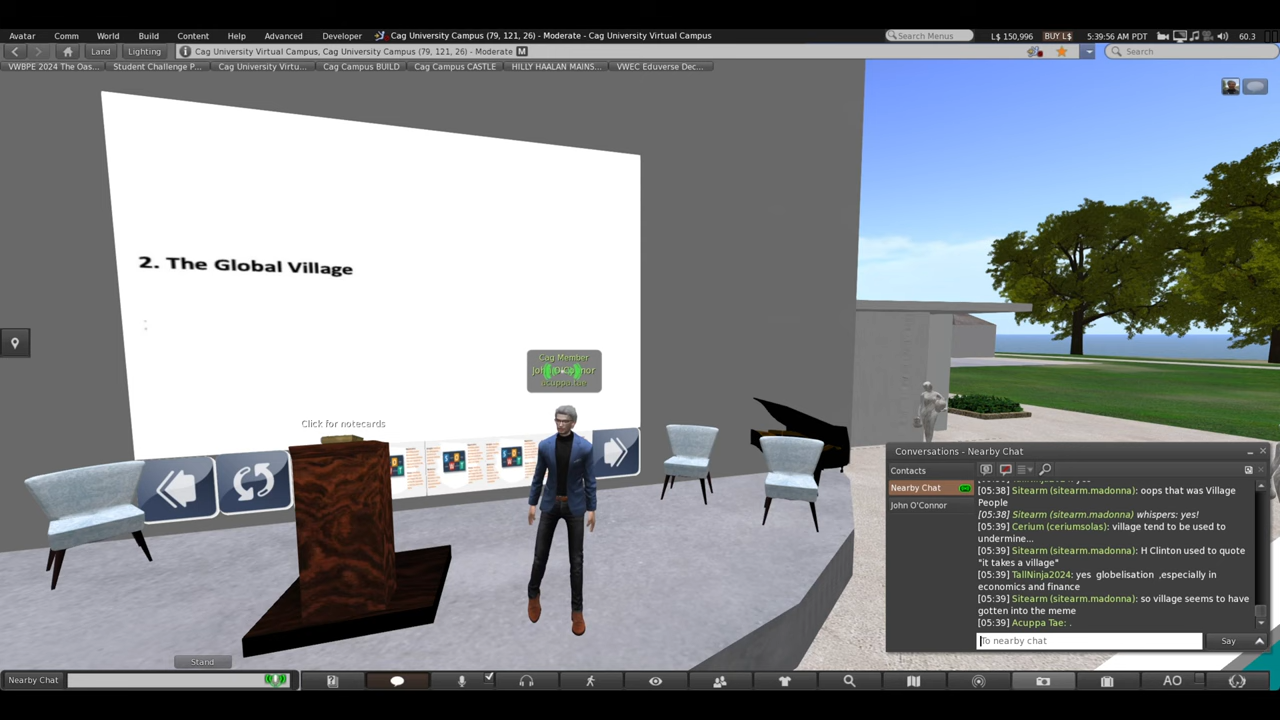 Avatar Comm World Build Content Help Advanced Developer Cag University Campus (79, 121, 26) - Moderate - Cag University Virtual Campus Search Menus L$ 150,996 BUY L$ 5:39:56 AM PDT 60.3
Land Lighting Cag University Virtual Campus, Cag University Campus (79, 121, 26) - Moderate M Search
VWBPE 2024 The Oas... Student Challenge P... Cag University Virtu... Cag Campus BUILD Cag Campus CASTLE HILLY HAALAN MAINS... VWEC Eduverse Dec...
2. The Global Village
Cag Member
John O'Connor
acuppa.tae
Click for notecards
Conversations - Nearby Chat
Contacts
Nearby Chat
John O'Connor
[05:38] Sitearm (sitearm.madonna): oops that was Village
People
[05:38] Sitearm (sitearm.madonna) whispers: yes!
[05:39] Cerium (ceriumsolas): village tend to be used to
undermine...
[05:39] Sitearm (sitearm.madonna): H Clinton used to quote
"it takes a village"
[05:39] TallNinja2024: yes globelisation ,especially in
economics and finance
[05:39] Sitearm (sitearm.madonna): so village seems to have
gotten into the meme
[05:39] Acuppa Tae: .
To nearby chat Say
Stand
Nearby Chat AO